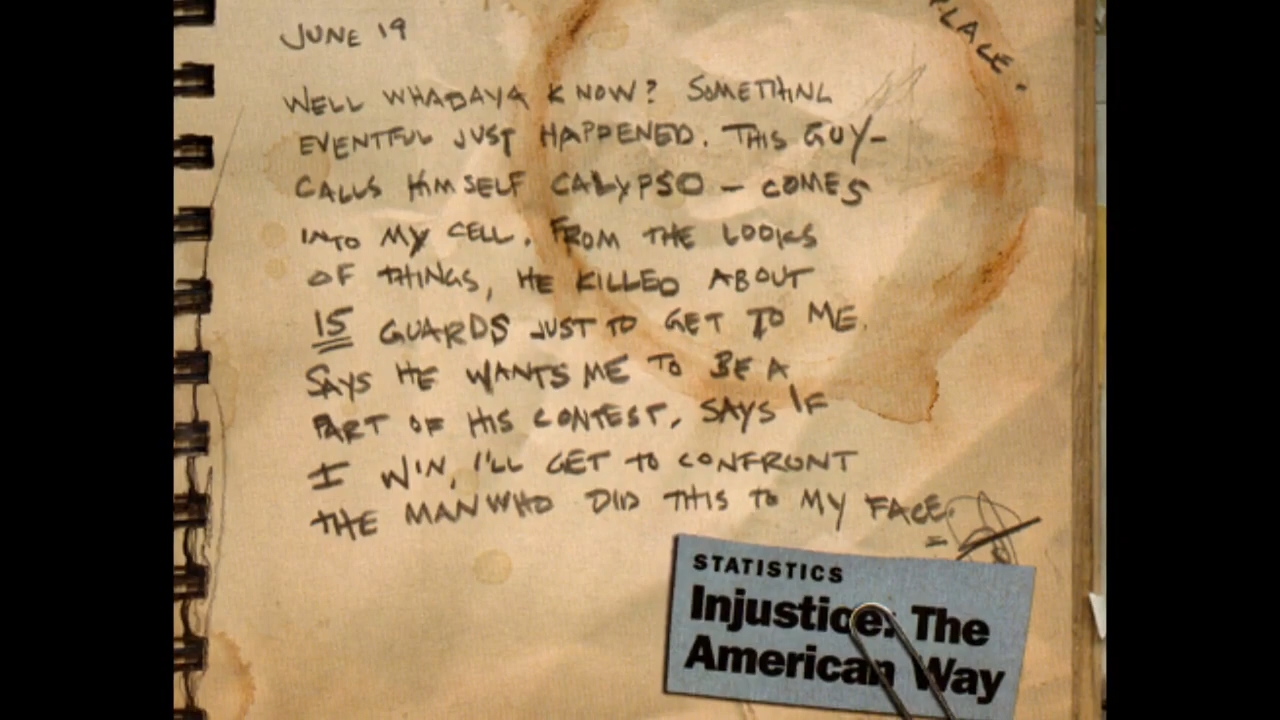 PLACE.
JUNE 19
WELL WHADAYA KNOW? SOMETHING
EVENTFUL JUST HAPPENED. THIS GUY-
CALLS HIMSELF CALYPSO - COMES
INTO MY CELL. FROM THE LOOKS
OF THINGS, HE KILLED ABOUT
15 GUARDS JUST TO GET TO ME.
SAYS HE WANTS ME TO BE A
PART OF HIS CONTEST, SAYS IF
I WIN, I'LL GET TO CONFRONT
THE MAN WHO DID THIS TO MY FACE.
STATISTICS
Injustice: The
American Way